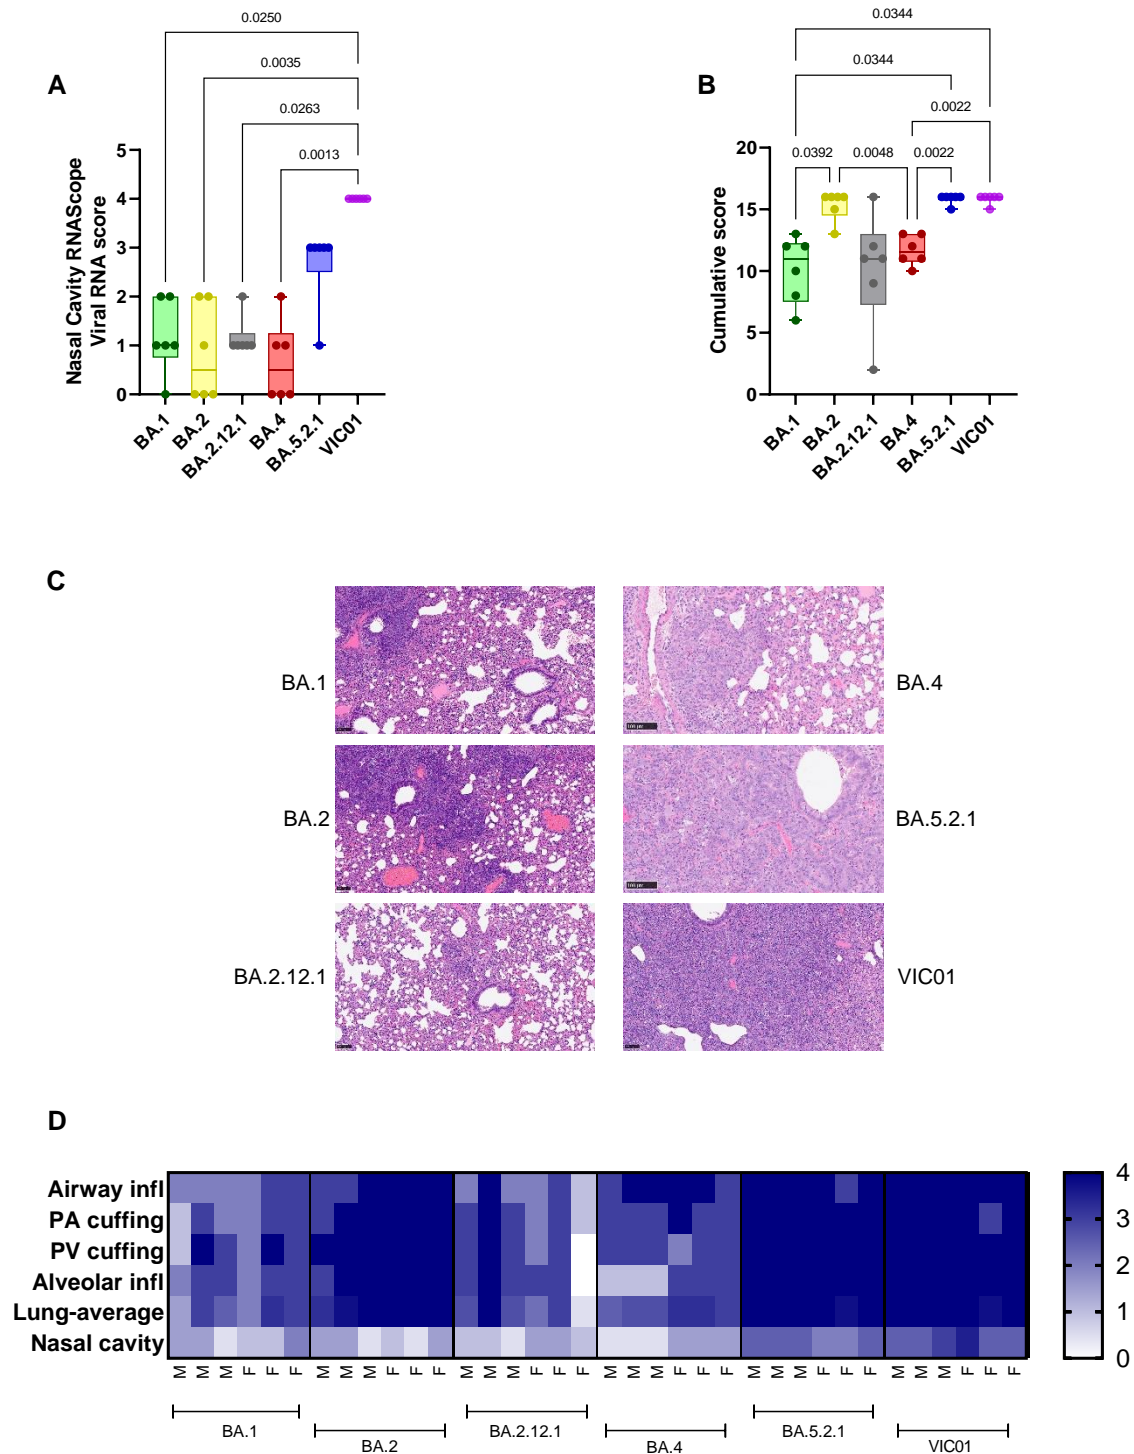 A
0.0250
0.0035
0.0263
0.0013
Nasal Cavity RNAScope
Viral RNA score
5
4
3
2
1
0
BA.1
BA.2
BA.2.12.1
BA.4
BA.5.2.1
VIC01
B
0.0344
0.0344
0.0022
0.0392
0.0048
0.0022
Cumulative score
20
15
10
5
0
BA.1
BA.2
BA.2.12.1
BA.4
BA.5.2.1
VIC01
C
BA.1
BA.4
100 µm
BA.2
BA.5.2.1
100 µm
BA.2.12.1
VIC01
D
Airway infl
PA cuffing
PV cuffing
Alveolar infl
Lung-average
Nasal cavity
4
3
2
1
0
M M M F F F M M M F F F M M M F F F M M M F F F M M M F F F M M M F F F
BA.1
BA.2
BA.2.12.1
BA.4
BA.5.2.1
VIC01